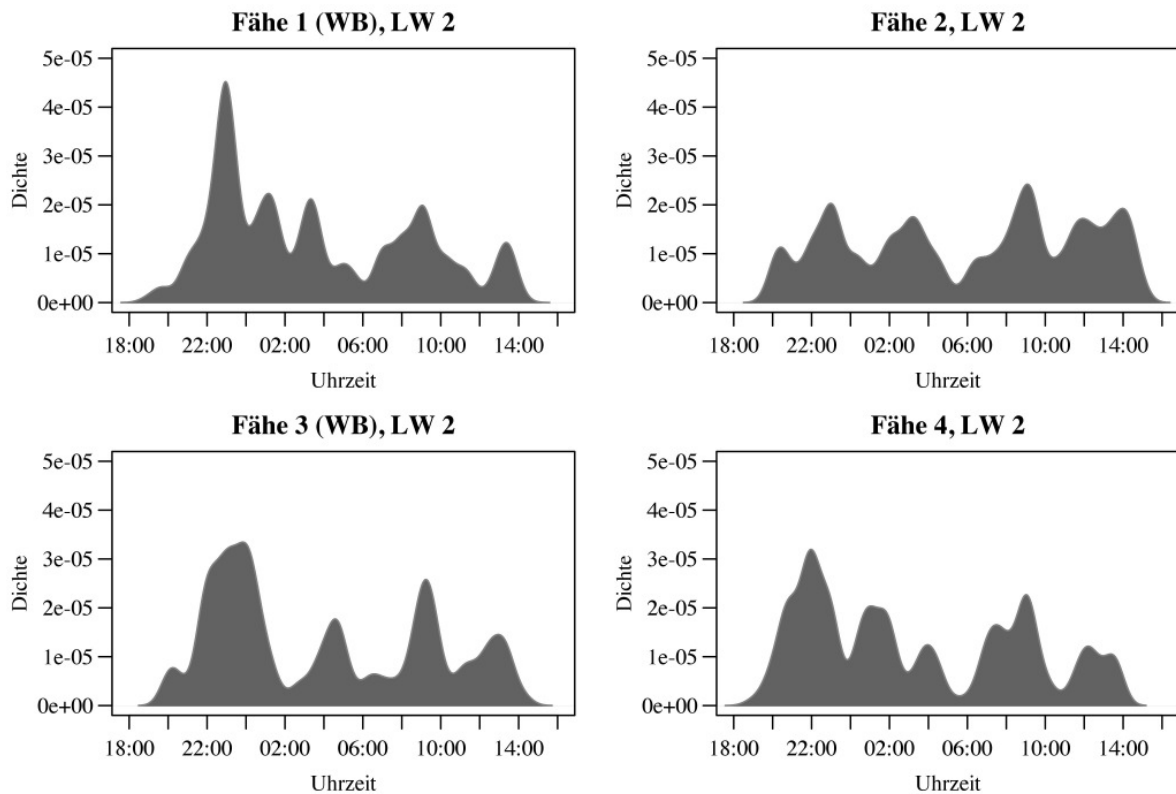 Fähe 1 (WB), LW 2
5e-05
4e-05
3e-05
2e-05
1e-05
0e+00
Dichte
18:00 22:00 02:00 06:00 10:00 14:00
Uhrzeit
Fähe 2, LW 2
5e-05
4e-05
3e-05
2e-05
1e-05
0e+00
Dichte
18:00 22:00 02:00 06:00 10:00 14:00
Uhrzeit
Fähe 3 (WB), LW 2
5e-05
4e-05
3e-05
2e-05
1e-05
0e+00
Dichte
18:00 22:00 02:00 06:00 10:00 14:00
Uhrzeit
Fähe 4, LW 2
5e-05
4e-05
3e-05
2e-05
1e-05
0e+00
Dichte
18:00 22:00 02:00 06:00 10:00 14:00
Uhrzeit